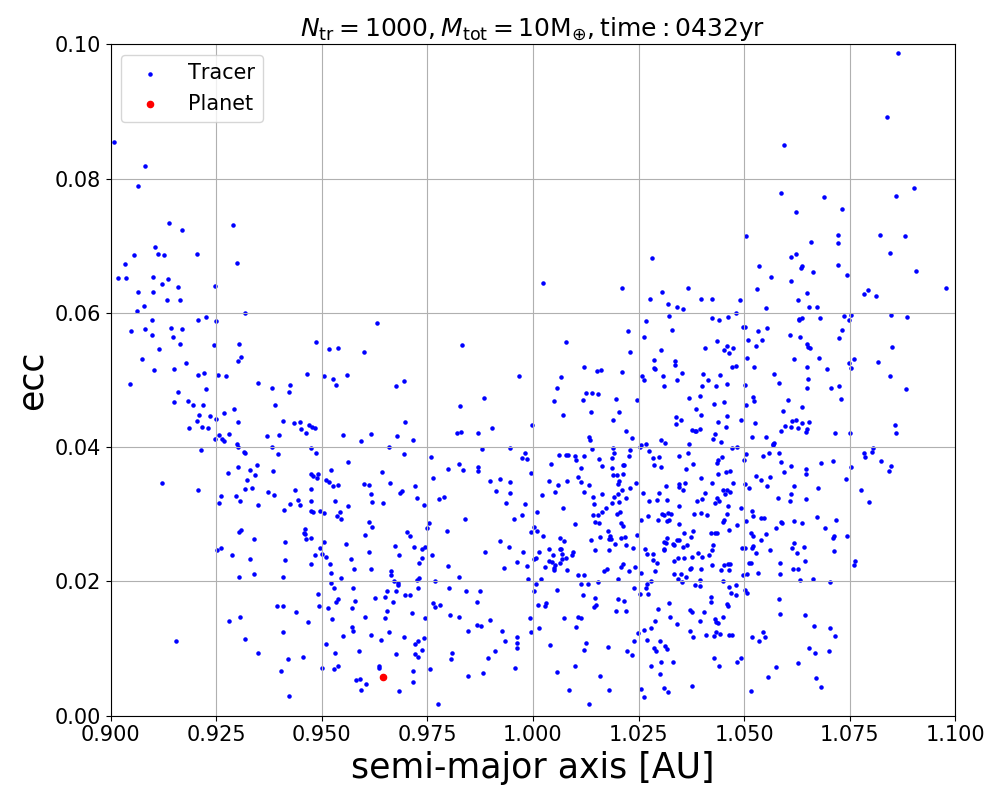 N_tr = 1000, M_tot = 10M_⊕, time : 0432yr
Tracer
Planet
ecc
0.10
0.08
0.06
0.04
0.02
0.00
0.900 0.925 0.950 0.975 1.000 1.025 1.050 1.075 1.100
semi-major axis [AU]